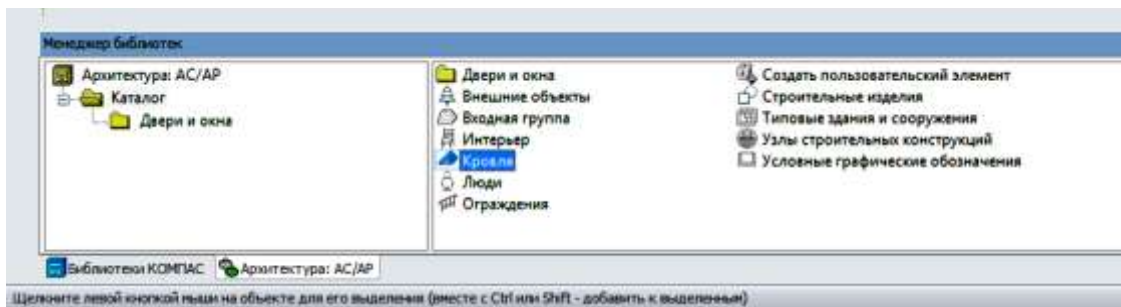 Менеджер библиотек
Архитектура: АС/АР
Каталог
Двери и окна
Двери и окна
Внешние объекты
Входная группа
Интерьер
Кровля
Люди
Ограждения
Создать пользовательский элемент
Строительные изделия
Типовые здания и сооружения
Узлы строительных конструкций
Условные графические обозначения
Библиотеки КОМПАС
Архитектура: АС/АР
Щелкните левой кнопкой мыши на объекте для его выделения (вместе с Ctrl или Shift - добавить к выделенным)